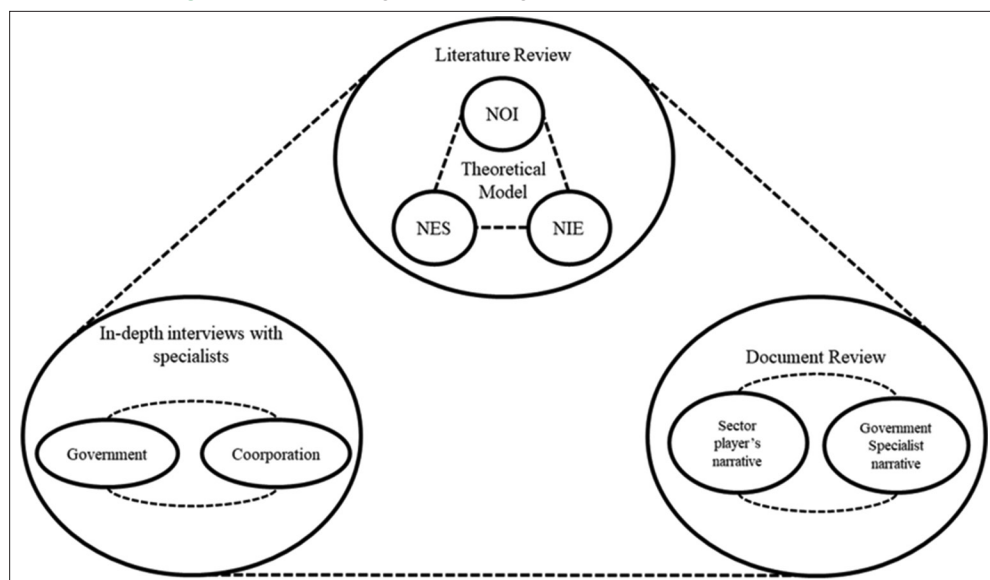 Literature Review
NOI
Theoretical
Model
NES
NIE
In-depth interviews with
specialists
Government
Coorporation
Document Review
Sector
player's
narrative
Government
Specialist
narrative